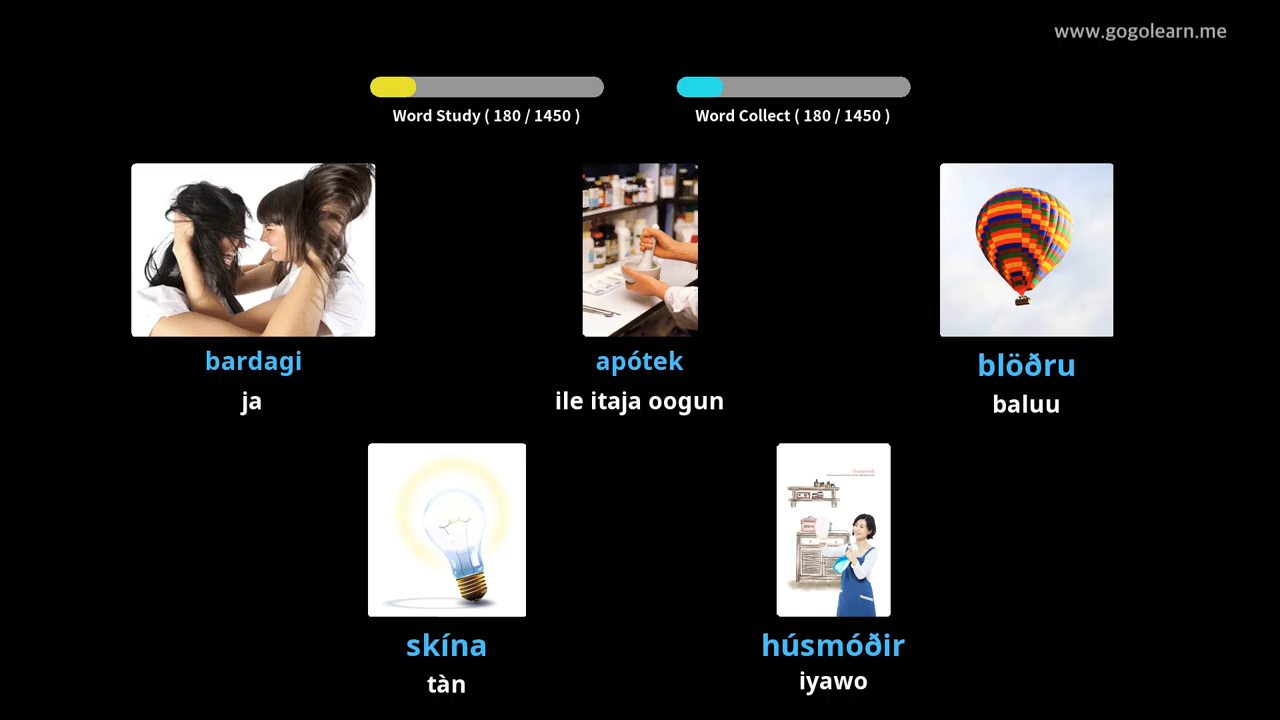 www.gogolearn.me
Word Study ( 180 / 1450 )
Word Collect ( 180 / 1450 )
bardagi
ja
apótek
ile itaja oogun
blöðru
baluu
skína
tàn
húsmóðir
iyawo